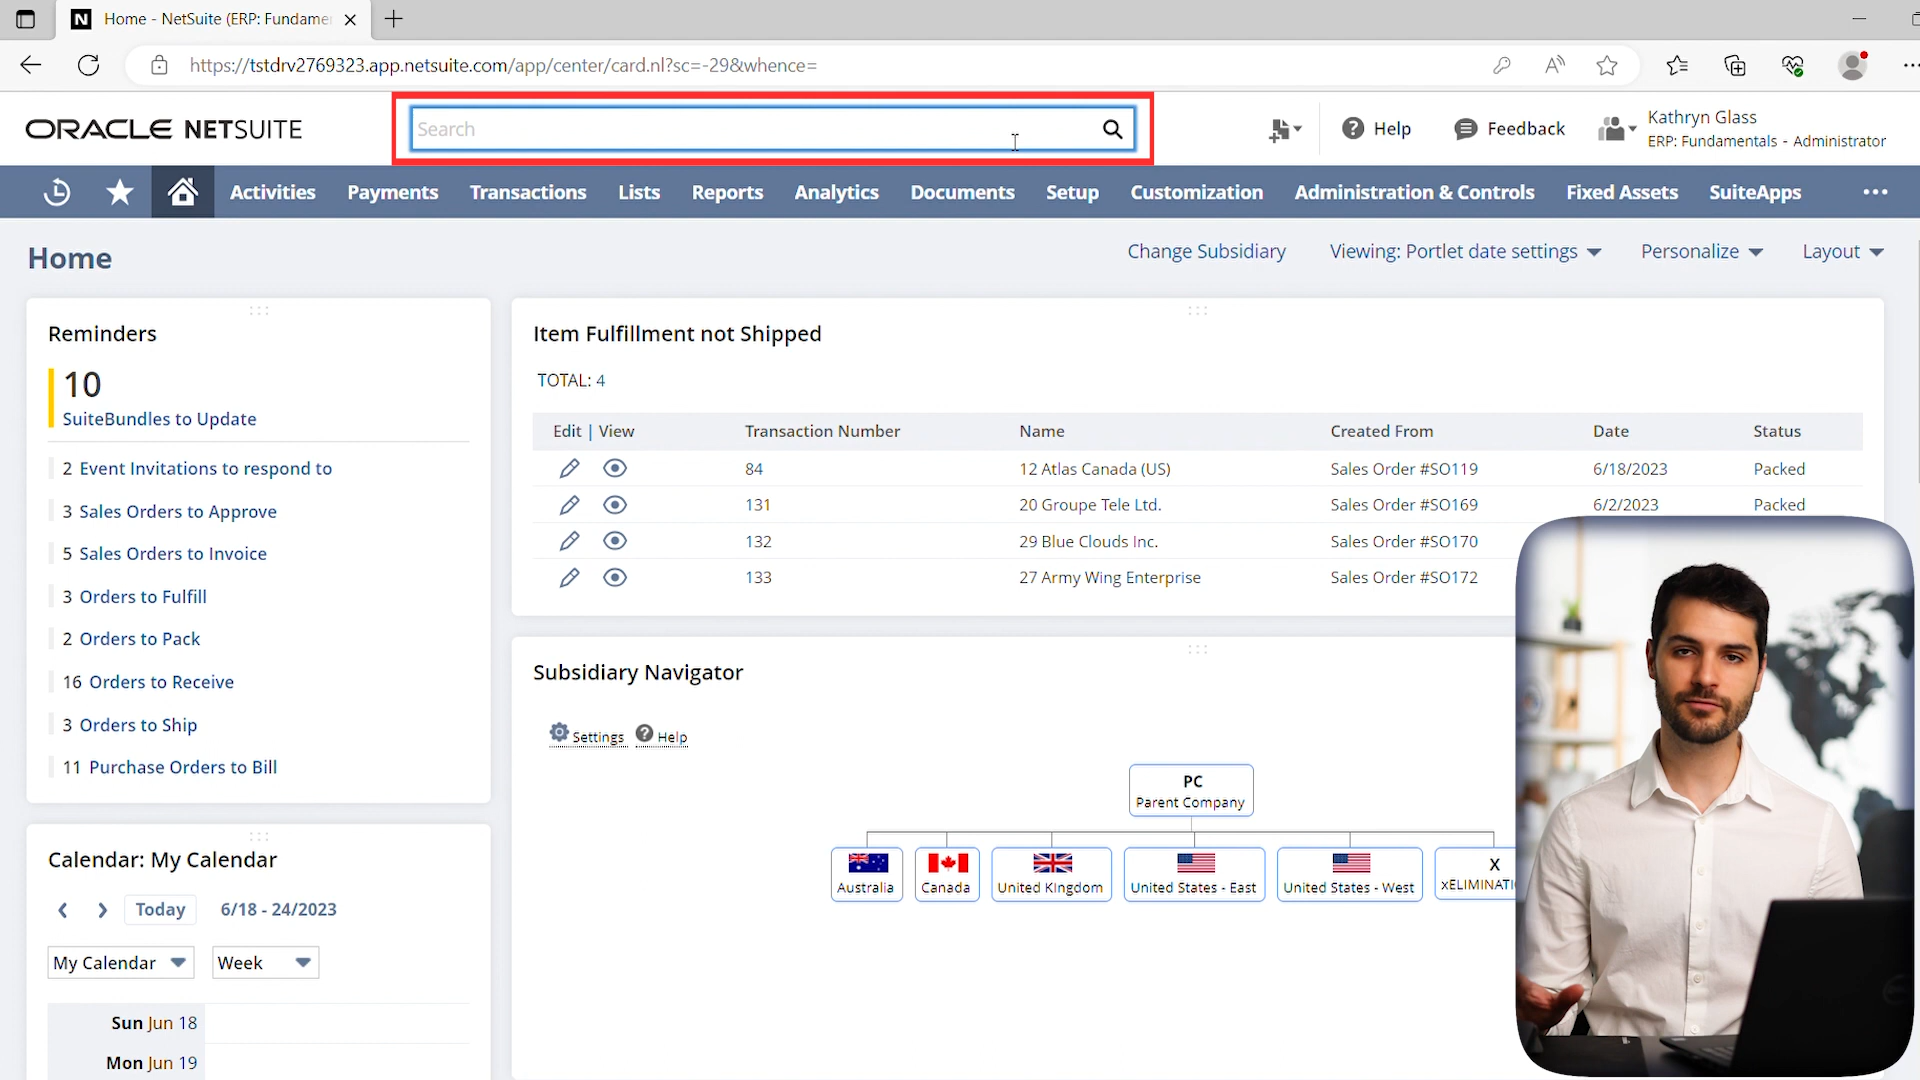 Home - NetSuite (ERP: Fundame
https://tstdrv2769323.app.netsuite.com/app/center/card.nl?sc=-29&whence=
ORACLE NETSUITE
Search
Help
Feedback
Kathryn Glass
ERP: Fundamentals - Administrator
Activities Payments Transactions Lists Reports Analytics Documents Setup Customization Administration & Controls Fixed Assets SuiteApps
Home
Change Subsidiary Viewing: Portlet date settings Personalize Layout
Reminders
10
SuiteBundles to Update
2 Event Invitations to respond to
3 Sales Orders to Approve
5 Sales Orders to Invoice
3 Orders to Fulfill
2 Orders to Pack
16 Orders to Receive
3 Orders to Ship
11 Purchase Orders to Bill
Calendar: My Calendar
Today 6/18 - 24/2023
My Calendar Week
Sun Jun 18
Mon Jun 19
Item Fulfillment not Shipped
TOTAL: 4
Edit | View Transaction Number Name Created From Date Status
84 12 Atlas Canada (US) Sales Order #SO119 6/18/2023 Packed
131 20 Groupe Tele Ltd. Sales Order #SO169 6/2/2023 Packed
132 29 Blue Clouds Inc. Sales Order #SO170
133 27 Army Wing Enterprise Sales Order #SO172
Subsidiary Navigator
Settings Help
PC
Parent Company
Australia Canada United KIngdom United States - East United States - West
X
xELIMINATI